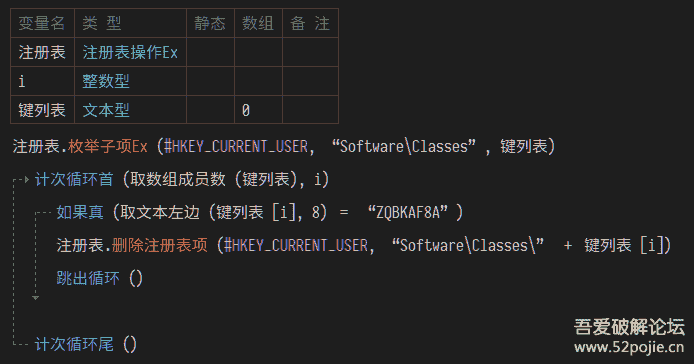 变量名 类 型 静态 数组 备 注
注册表 注册表操作Ex
i 整数型
键列表 文本型 0
注册表.枚举子项Ex (#HKEY_CURRENT_USER, “Software\Classes” , 键列表)
计次循环首 (取数组成员数 (键列表), i)
如果真 (取文本左边 (键列表 [i], 8) = “ZQBKAF8A” )
注册表.删除注册表项 (#HKEY_CURRENT_USER, “Software\Classes\” + 键列表 [i])
跳出循环 ()
计次循环尾 ()
吾爱破解论坛
www.52pojie.cn